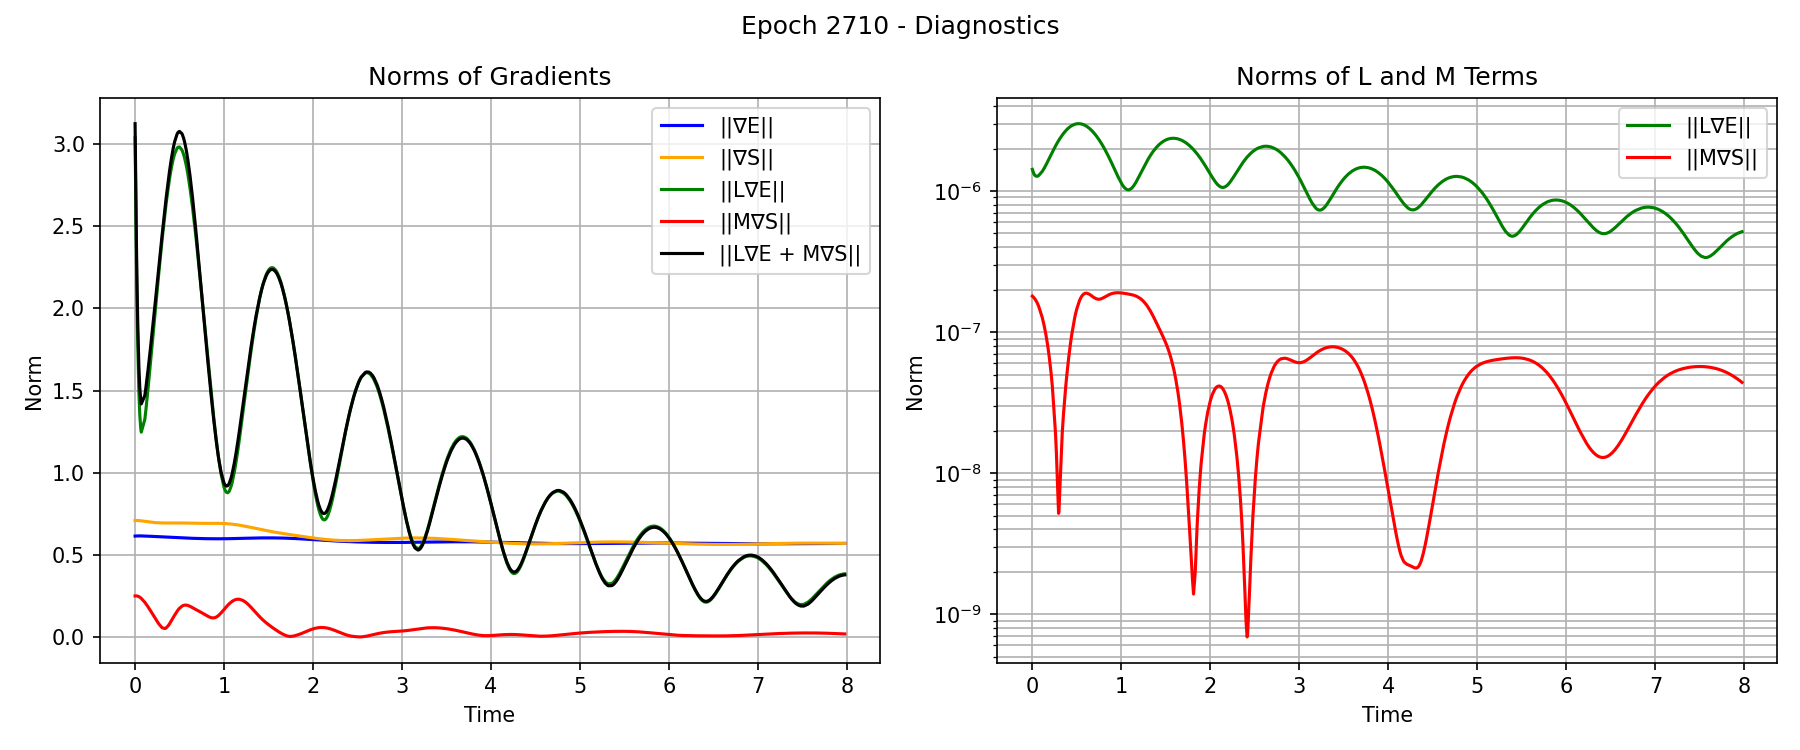 Epoch 2710 - Diagnostics
Norms of Gradients
Norm
3.0
2.5
2.0
1.5
1.0
0.5
0.0
||∇E||
||∇S||
||L∇E||
||M∇S||
||L∇E + M∇S||
0 1 2 3 4 5 6 7 8
Time
Norms of L and M Terms
Norm
10⁻⁶
10⁻⁷
10⁻⁸
10⁻⁹
||L∇E||
||M∇S||
0 1 2 3 4 5 6 7 8
Time